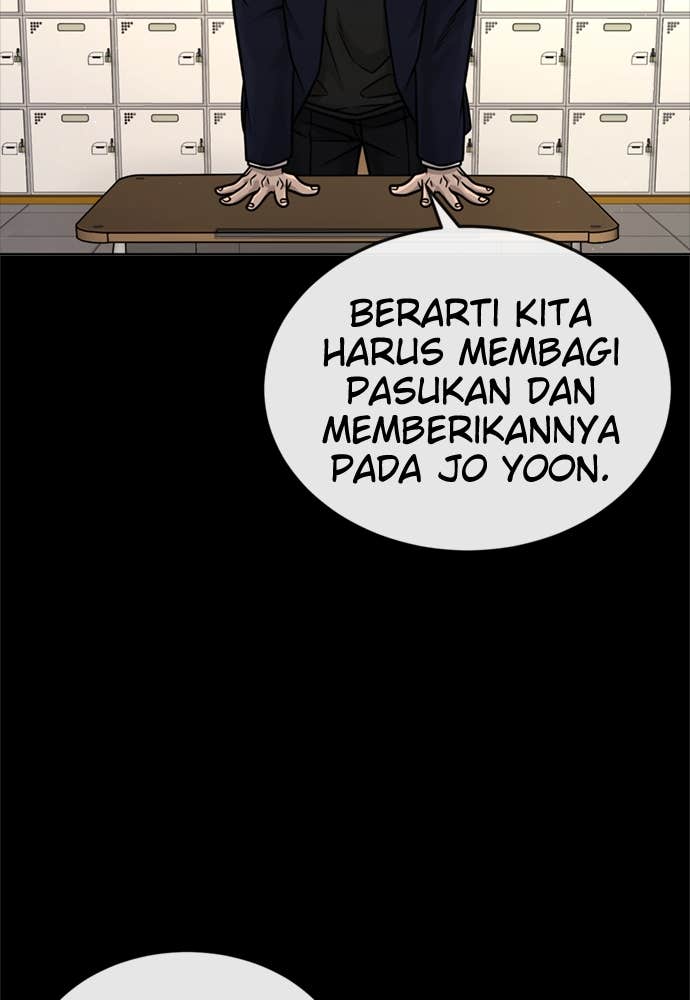 BERARTI KITA
HARUS MEMBAGI
PASUKAN DAN
MEMBERIKANNYA
PADA JO YOON.